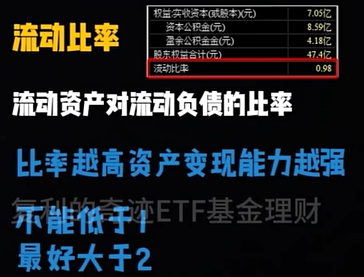 流动比率
权益:实收资本(或股本)(元) 7.05亿
资本公积金(元) 8.59亿
盈余公积金(元) 4.18亿
股东权益合计(元) 47.4亿
流动比率 0.98
流动资产对流动负债的比率
比率越高资产变现能力越强
复利的奇迹ETF基金理财
不能低于1
最好大于2